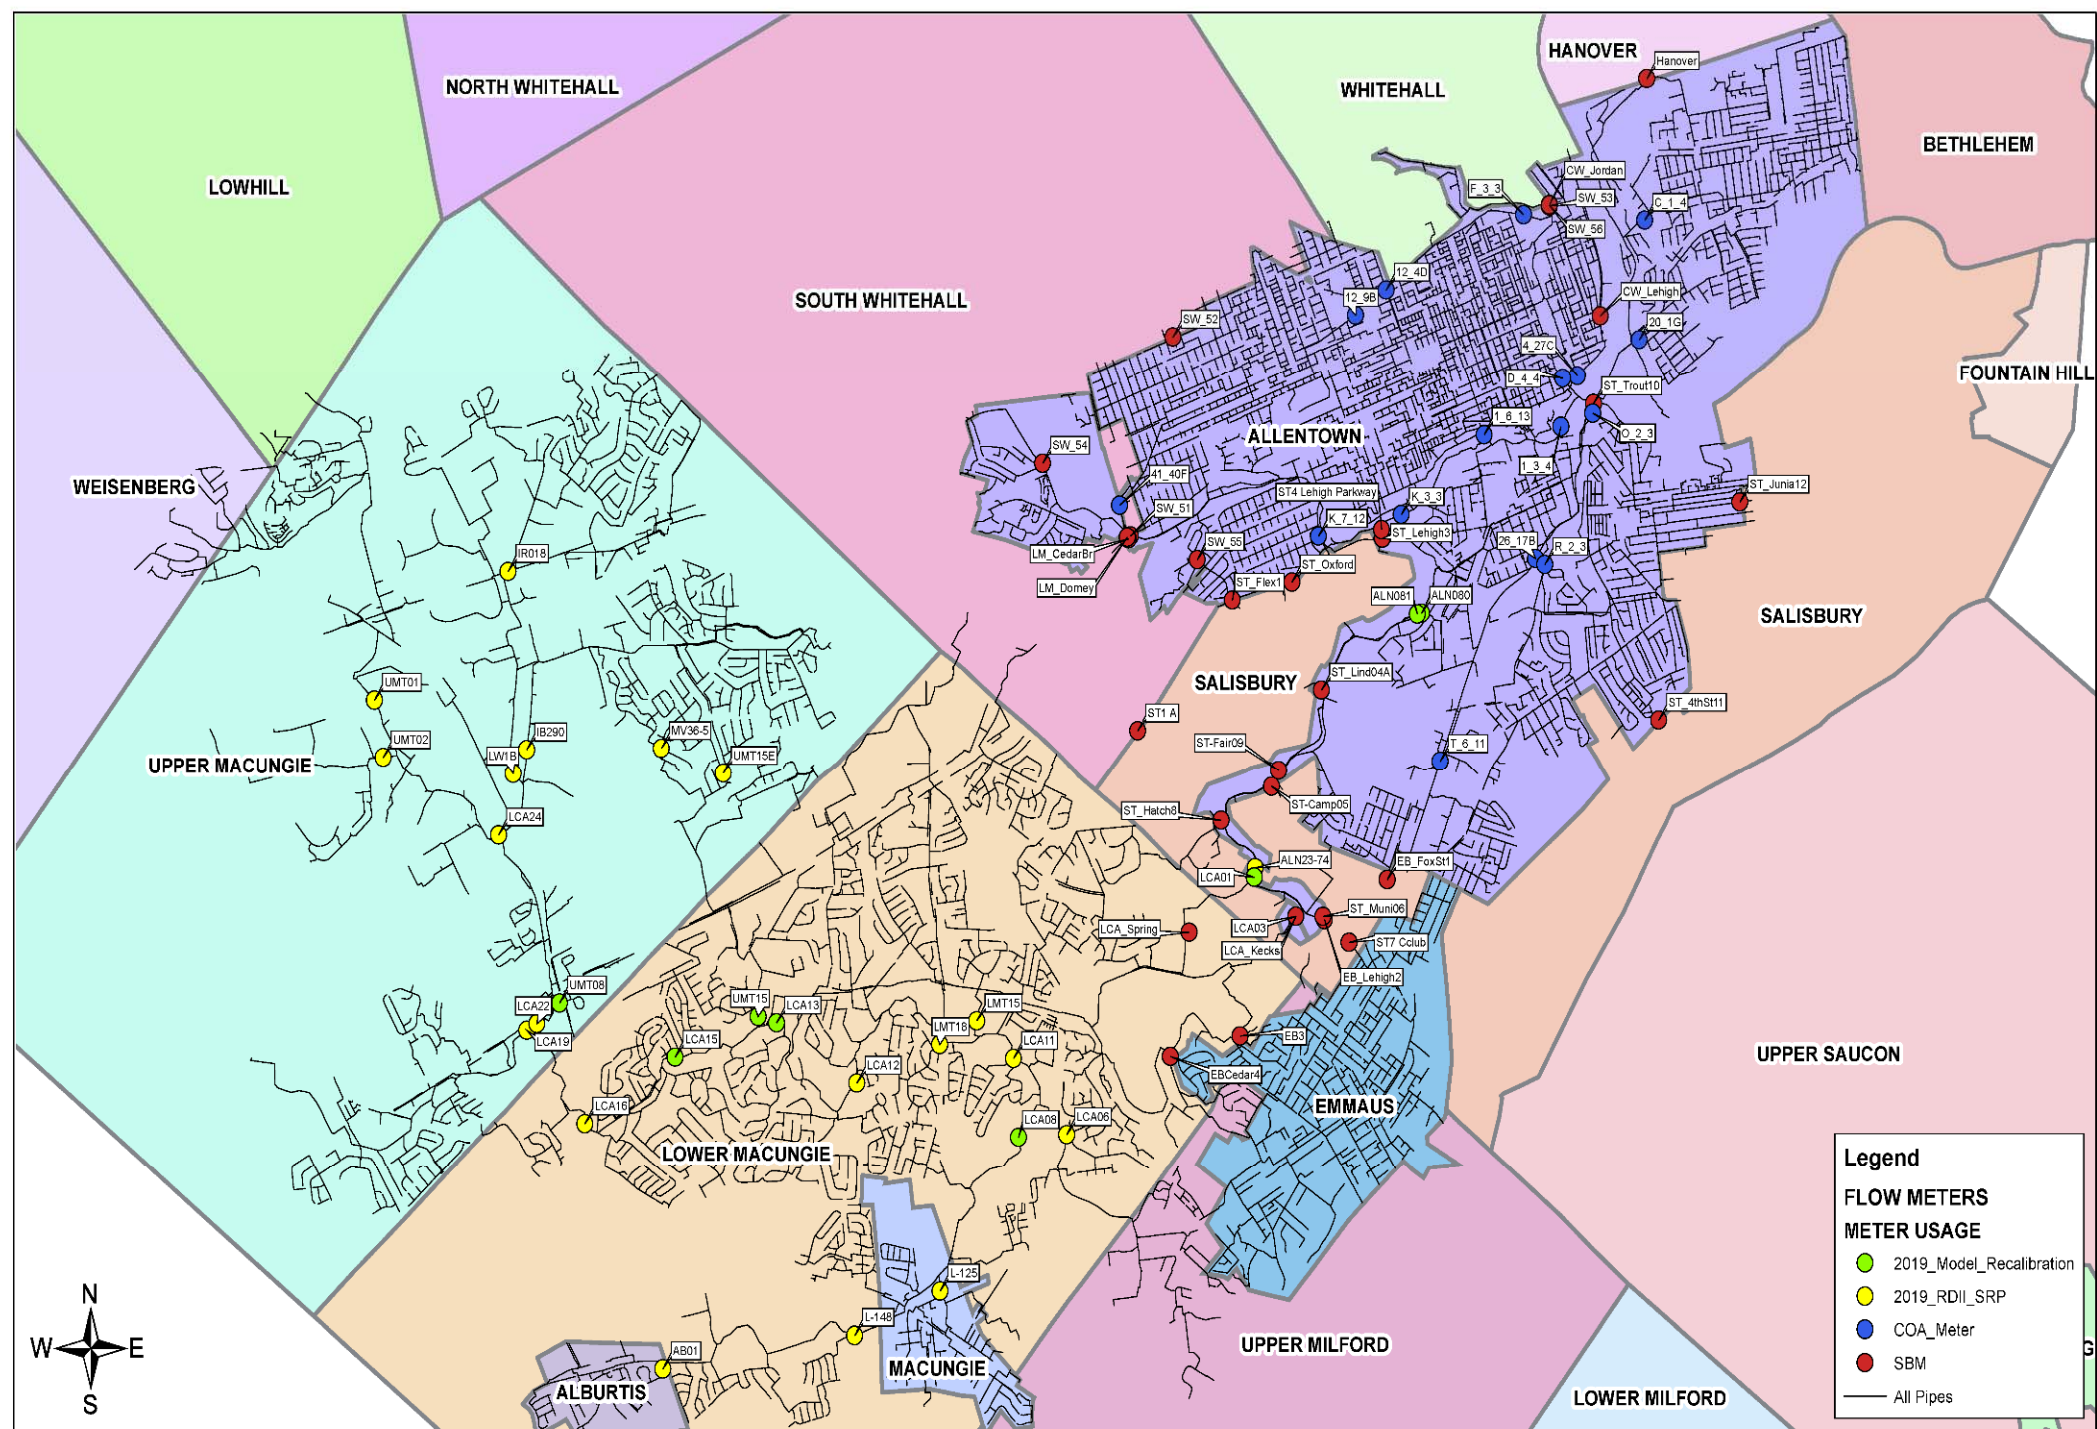 HANOVER
Hanover
NORTH WHITEHALL
WHITEHALL
BETHLEHEM
LOWHILL
CW_Jordan
F_3_3
SW_53
C_1_4
SW_56
SOUTH WHITEHALL
12_4D
12_9B
CW_Lehigh
SW_52
20_1G
4_27C
FOUNTAIN HILL
D_4_4
ST_Trout10
1_6_13
ALLENTOWN
O_2_3
SW_54
1_3_4
41_40F
WEISENBERG
ST_Junia12
ST4 Lehigh Parkway
K_3_3
SW_51
K_7_12
ST_Lehigh3
26_17B
R_2_3
LM_CedarBr
SW_55
IR018
ST_Oxford
LM_Dorney
ST_Flex1
ALN081
ALN080
SALISBURY
ST_Lind04A
UMT01
SALISBURY
ST_4thSt11
ST1 A
IB290
MV36-5
UMT02
ST-Fair09
T_6_11
LW1B
UMT15E
UPPER MACUNGIE
ST-Camp05
ST_Hatch8
LCA24
ALN23-74
EB_FoxSt1
LCA01
ST_Muni06
LCA_Spring
LCA03
ST7 Cclub
LCA_Kecks
EB_Lehigh2
UMT08
LCA22
UMT15
LCA13
LMT15
LMT18
LCA19
LCA15
LCA11
EB3
UPPER SAUCON
LCA12
EBCedar4
LCA16
EMMAUS
LCA08
LCA06
LOWER MACUNGIE
L-125
L-148
UPPER MILFORD
AB01
MACUNGIE
ALBURTIS
LOWER MILFORD
G
N
W
E
S
Legend
FLOW METERS
METER USAGE
2019_Model_Recalibration
2019_RDII_SRP
COA_Meter
SBM
All Pipes